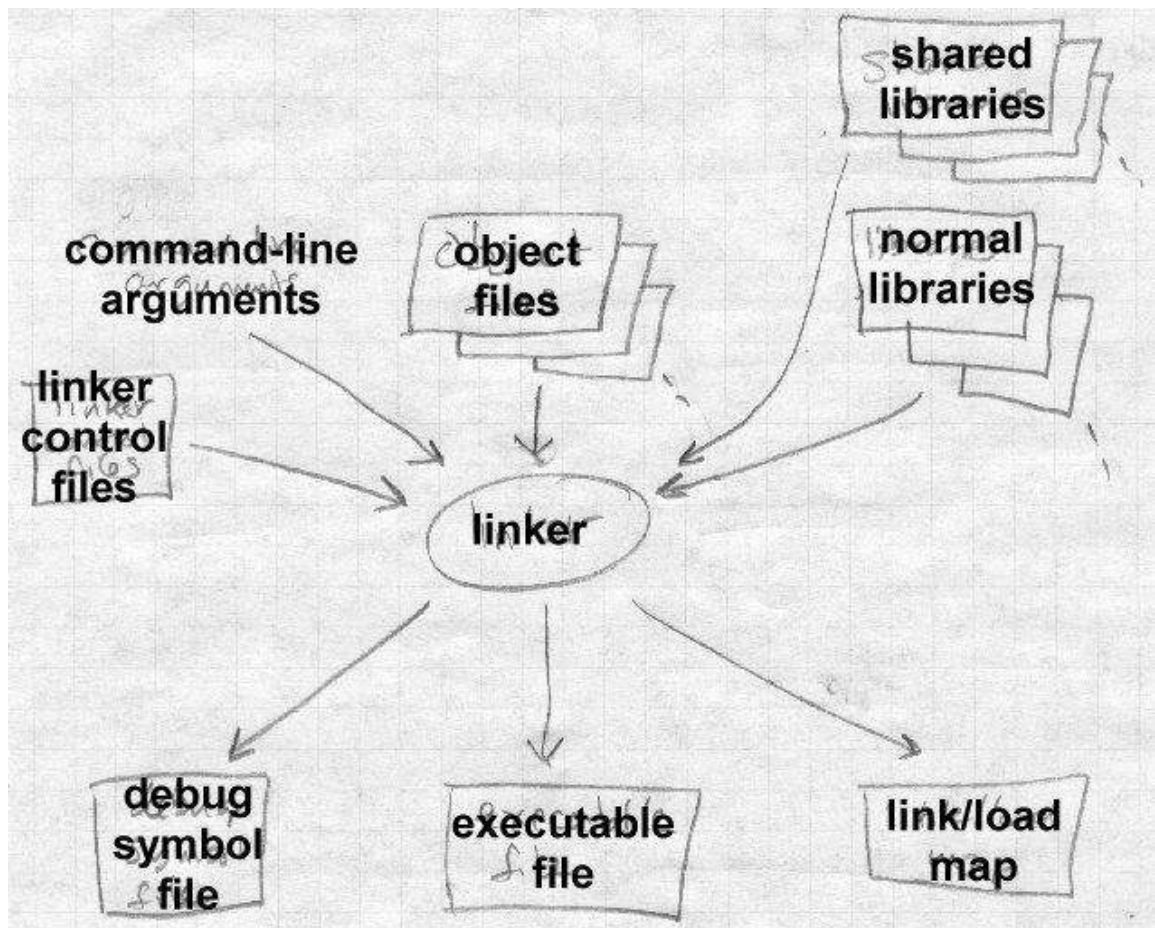 shared
libraries
command-line
arguments
object
files
normal
libraries
linker
control
files
linker
debug
symbol
file
executable
file
link/load
map